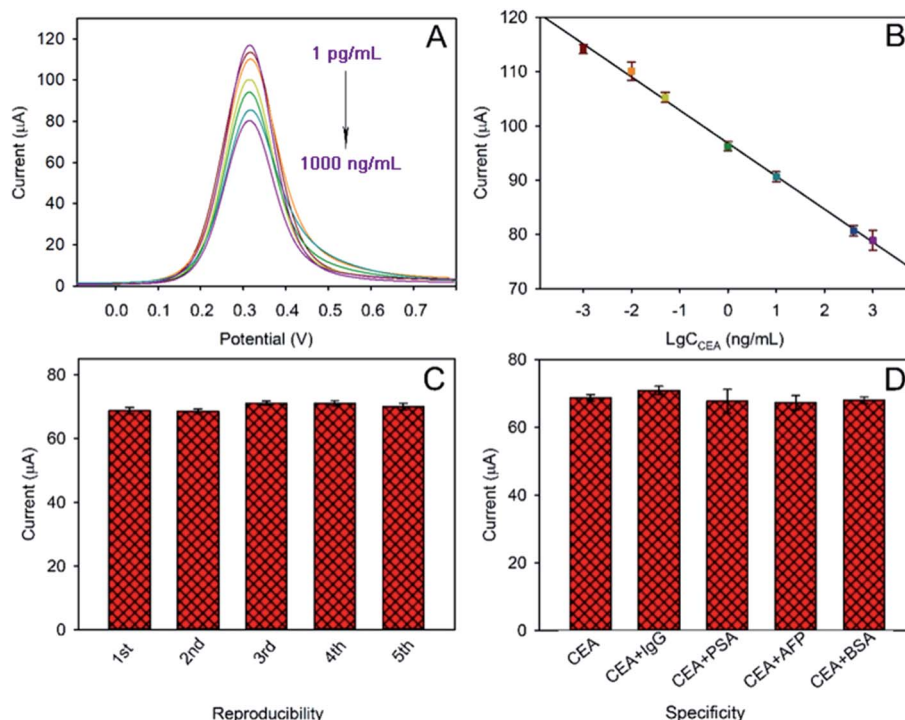 A
120
100
80
60
40
20
0
Current (µA)
1 pg/mL
1000 ng/mL
0.0 0.1 0.2 0.3 0.4 0.5 0.6 0.7
Potential (V)
B
120
110
100
90
80
70
Current (µA)
-3 -2 -1 0 1 2 3
LgC_CEA (ng/mL)
C
80
60
40
20
0
Current (µA)
1st 2nd 3rd 4th 5th
Reproducibility
D
80
60
40
20
0
Current (µA)
CEA CEA+IgG CEA+PSA CEA+AFP CEA+BSA
Specificity